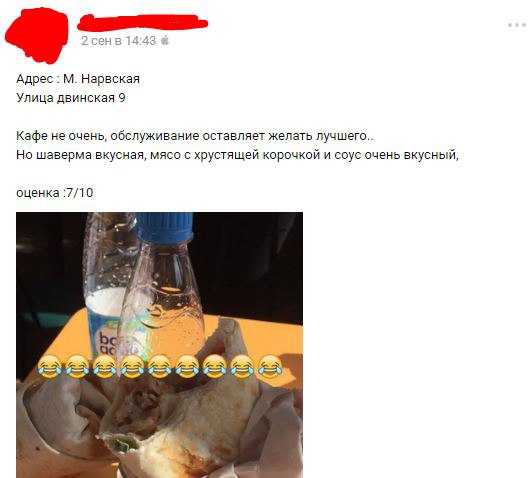 2 сен в 14:43
Адрес : М. Нарвская
Улица двинская 9
Кафе не очень, обслуживание оставляет желать лучшего..
Но шаверма вкусная, мясо с хрустящей корочкой и соус очень вкусный,
оценка :7/10